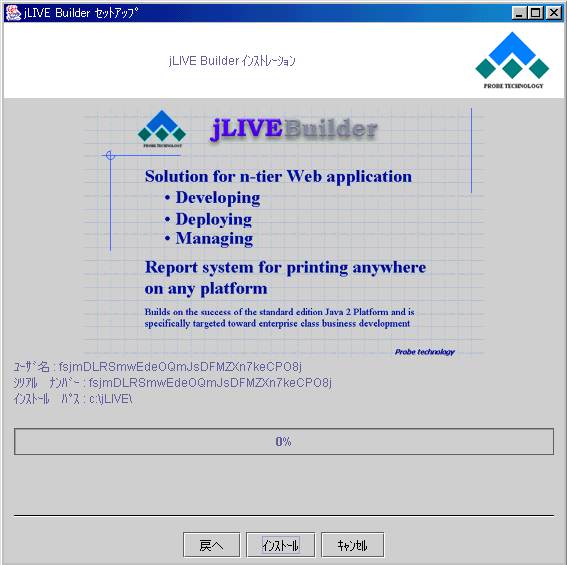 jLIVE Builder ｾｯﾄｱｯﾌﾟ
jLIVE Builder ｲﾝｽﾄﾚｰｼｮﾝ
PROBE TECHNOLOGY
PROBE TECHNOLOGY
jLIVEBuilder
Solution for n-tier Web application
• Developing
• Deploying
• Managing
Report system for printing anywhere
on any platform
Builds on the success of the standard edition Java 2 Platform and is
specifically targeted toward enterprise class business development
Probe technology
ﾕｰｻﾞ名 : fsjmDLRSmwEdeOQmJsDFMZXn7keCPO8j
ｼﾘｱﾙ ﾅﾝﾊﾞｰ : fsjmDLRSmwEdeOQmJsDFMZXn7keCPO8j
ｲﾝｽﾄｰﾙ ﾊﾟｽ : c:\jLIVE\
0%
戻へ
ｲﾝｽﾄｰﾙ
ｷｬﾝｾﾙ